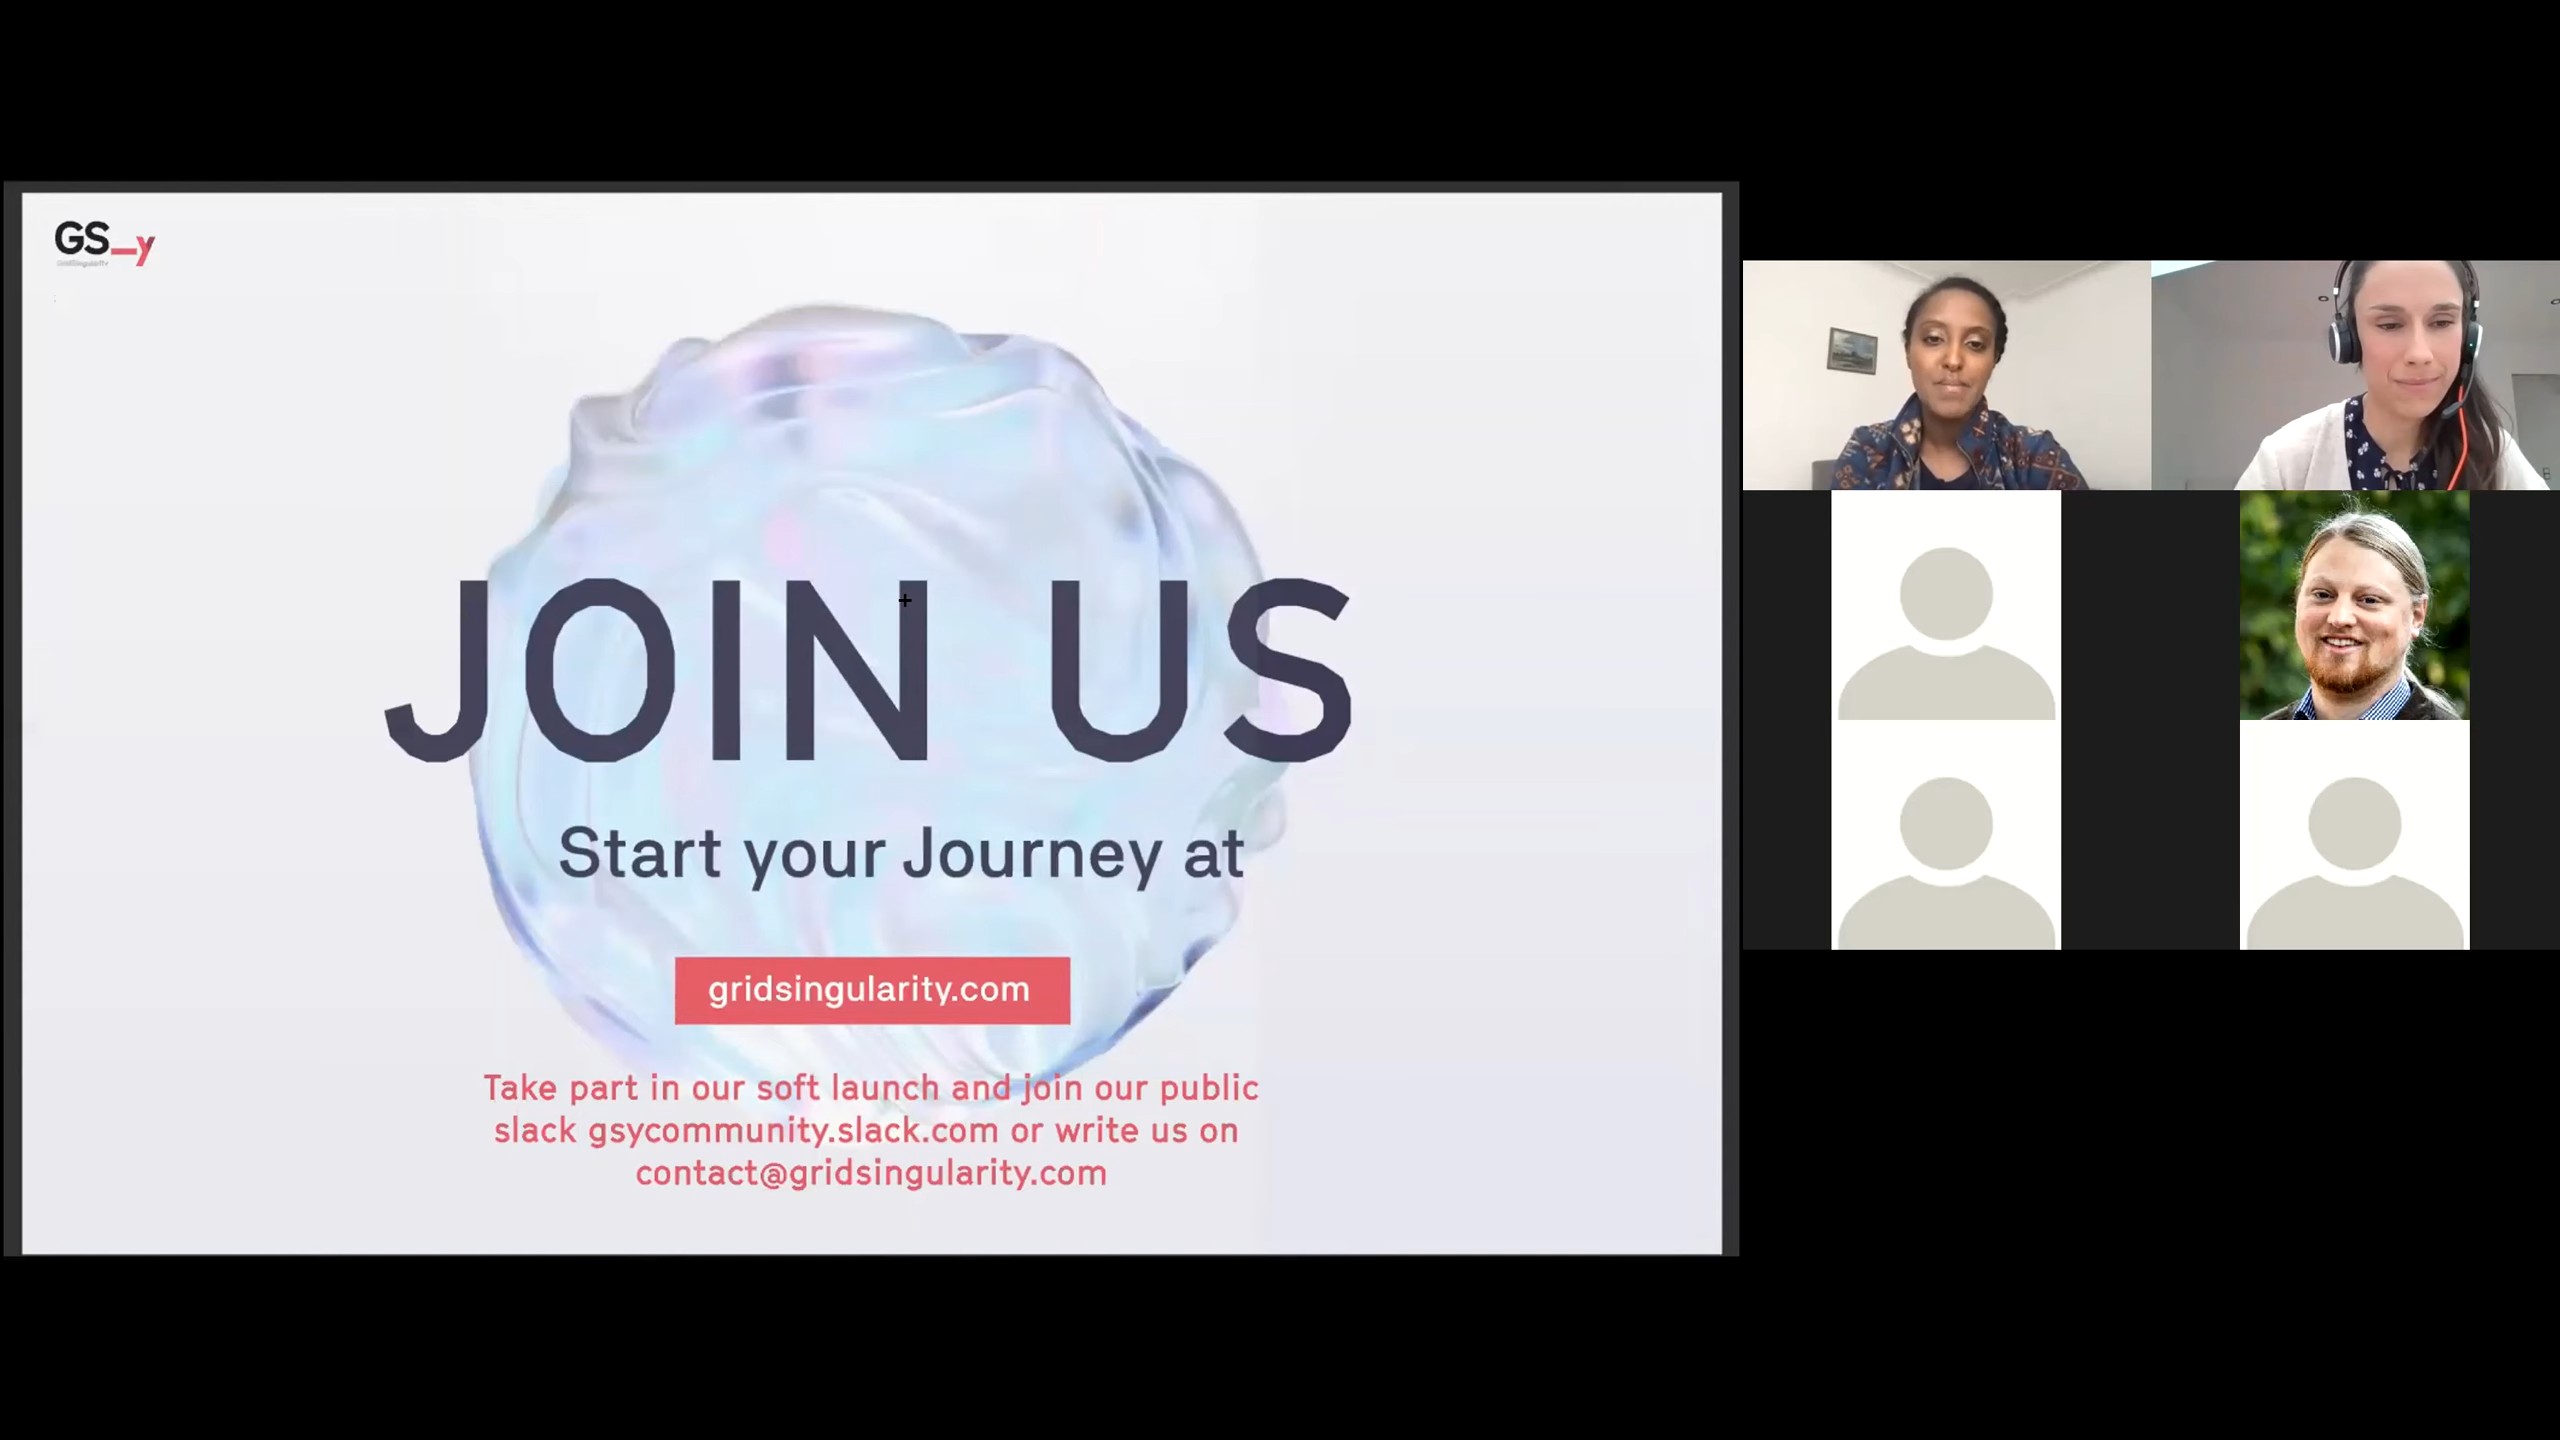 GS_y
GridSingularity
JOIN US
Start your Journey at
gridsingularity.com
Take part in our soft launch and join our public
slack gsycommunity.slack.com or write us on
contact@gridsingularity.com